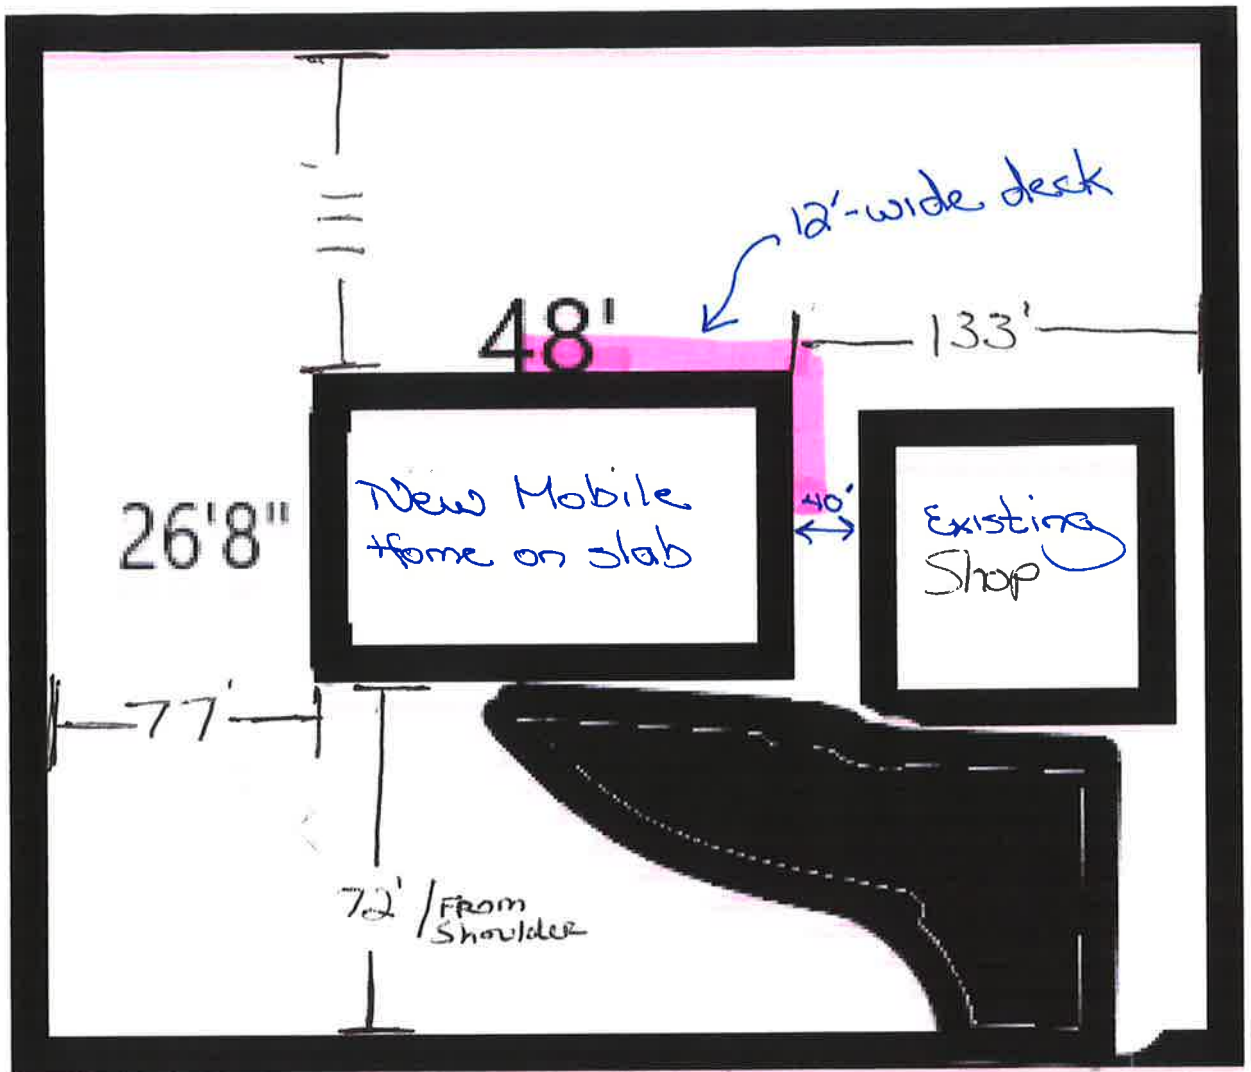 12'-wide deck
48'
133'
New Mobile
Home on slab
26'8"
40'
Existing
Shop
77'
72' / From
Shoulder